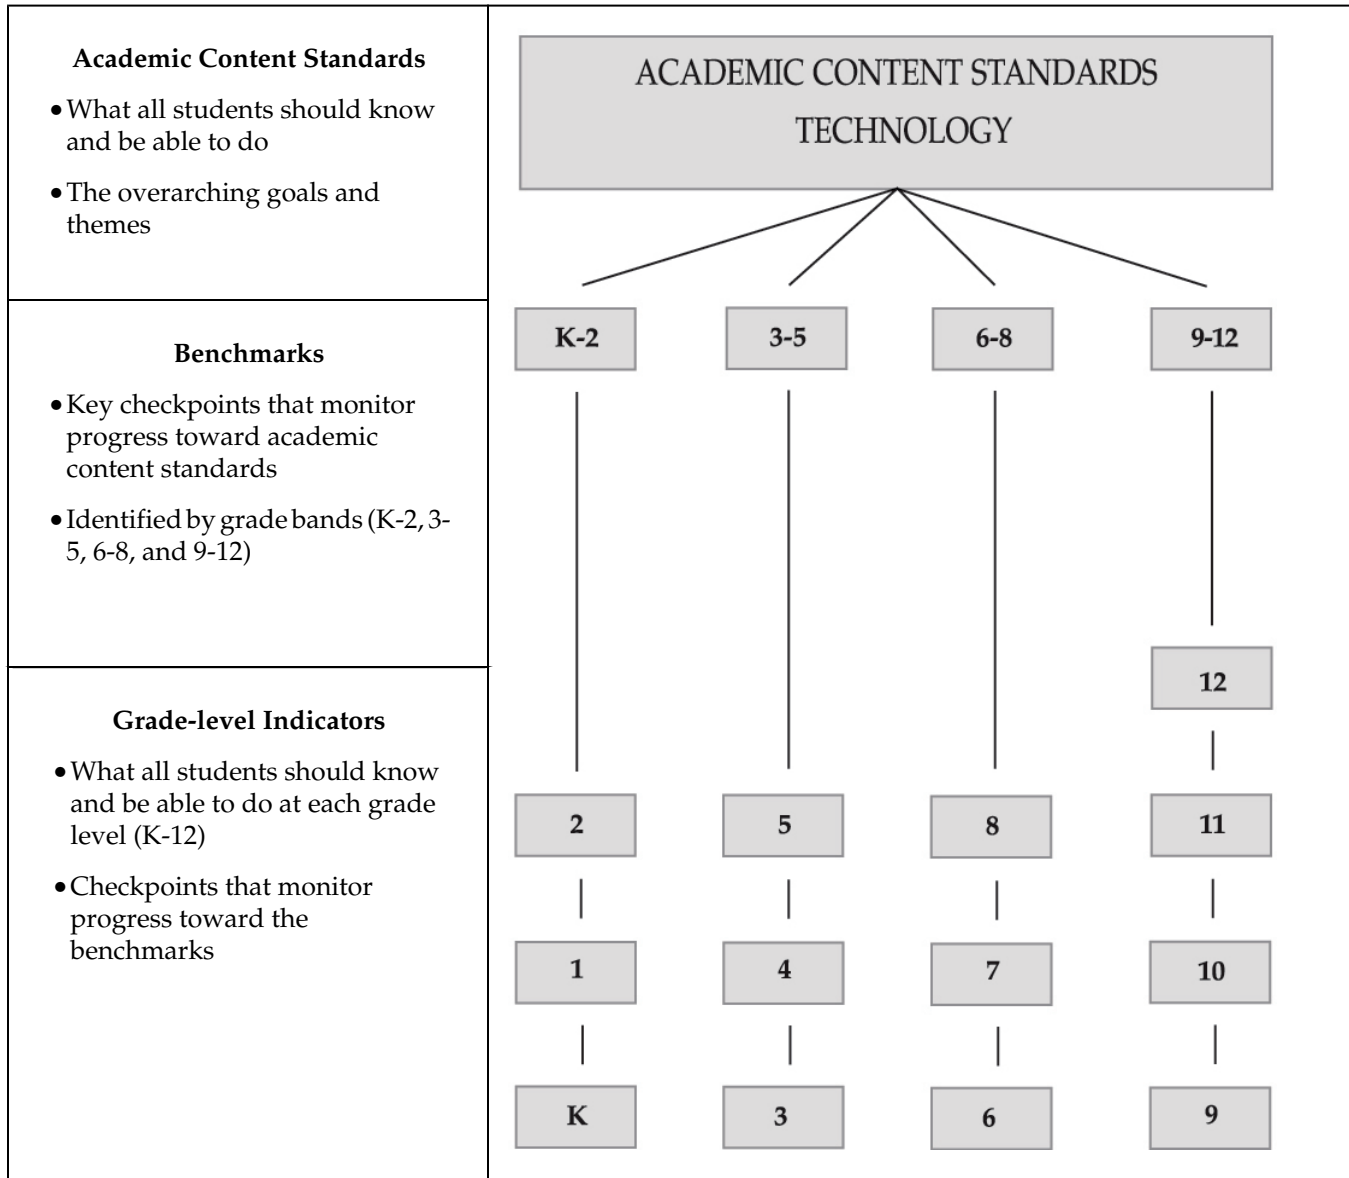 Academic Content Standards
•What all students should know
and be able to do
•The overarching goals and
themes
Benchmarks
•Key checkpoints that monitor
progress toward academic
content standards
•Identified by grade bands (K-2, 3-
5, 6-8, and 9-12)
Grade-level Indicators
•What all students should know
and be able to do at each grade
level (K-12)
•Checkpoints that monitor
progress toward the
benchmarks
ACADEMIC CONTENT STANDARDS
TECHNOLOGY
K-2 3-5 6-8 9-12
12
2 5 8 11
1 4 7 10
K 3 6 9